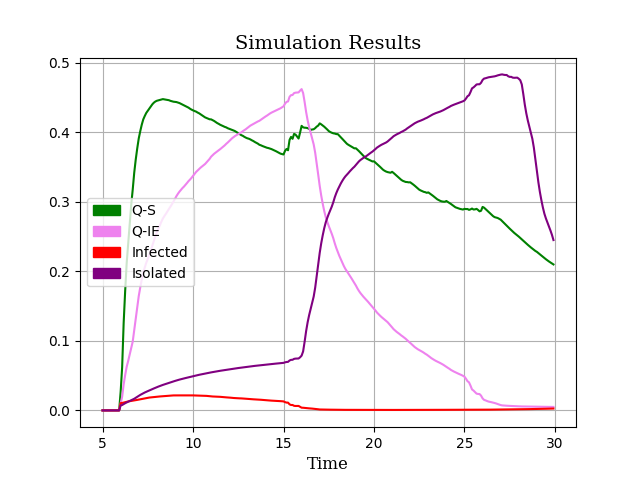 Simulation Results
0.5
0.4
0.3
0.2
0.1
0.0
Q-S
Q-IE
Infected
Isolated
5 10 15 20 25 30
Time